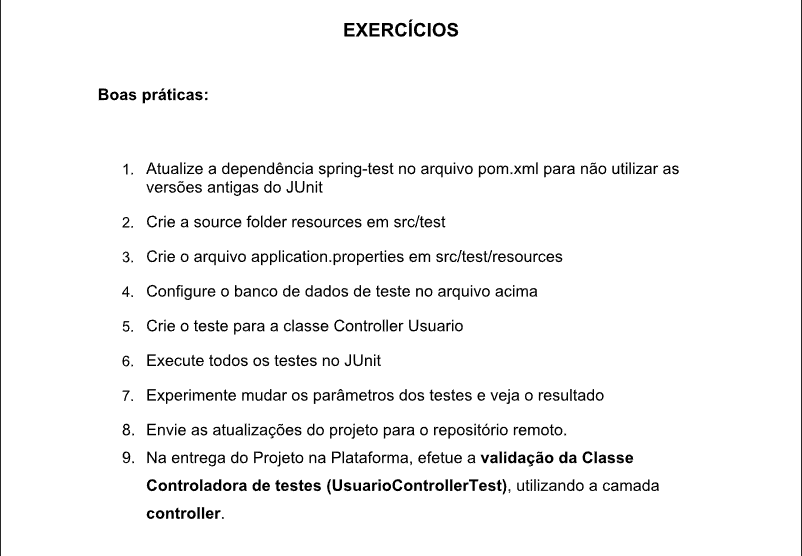 EXERCÍCIOS
Boas práticas:
1. Atualize a dependência spring-test no arquivo pom.xml para não utilizar as
versões antigas do JUnit
2. Crie a source folder resources em src/test
3. Crie o arquivo application.properties em src/test/resources
4. Configure o banco de dados de teste no arquivo acima
5. Crie o teste para a classe Controller Usuario
6. Execute todos os testes no JUnit
7. Experimente mudar os parâmetros dos testes e veja o resultado
8. Envie as atualizações do projeto para o repositório remoto.
9. Na entrega do Projeto na Plataforma, efetue a validação da Classe
Controladora de testes (UsuarioControllerTest), utilizando a camada
controller.